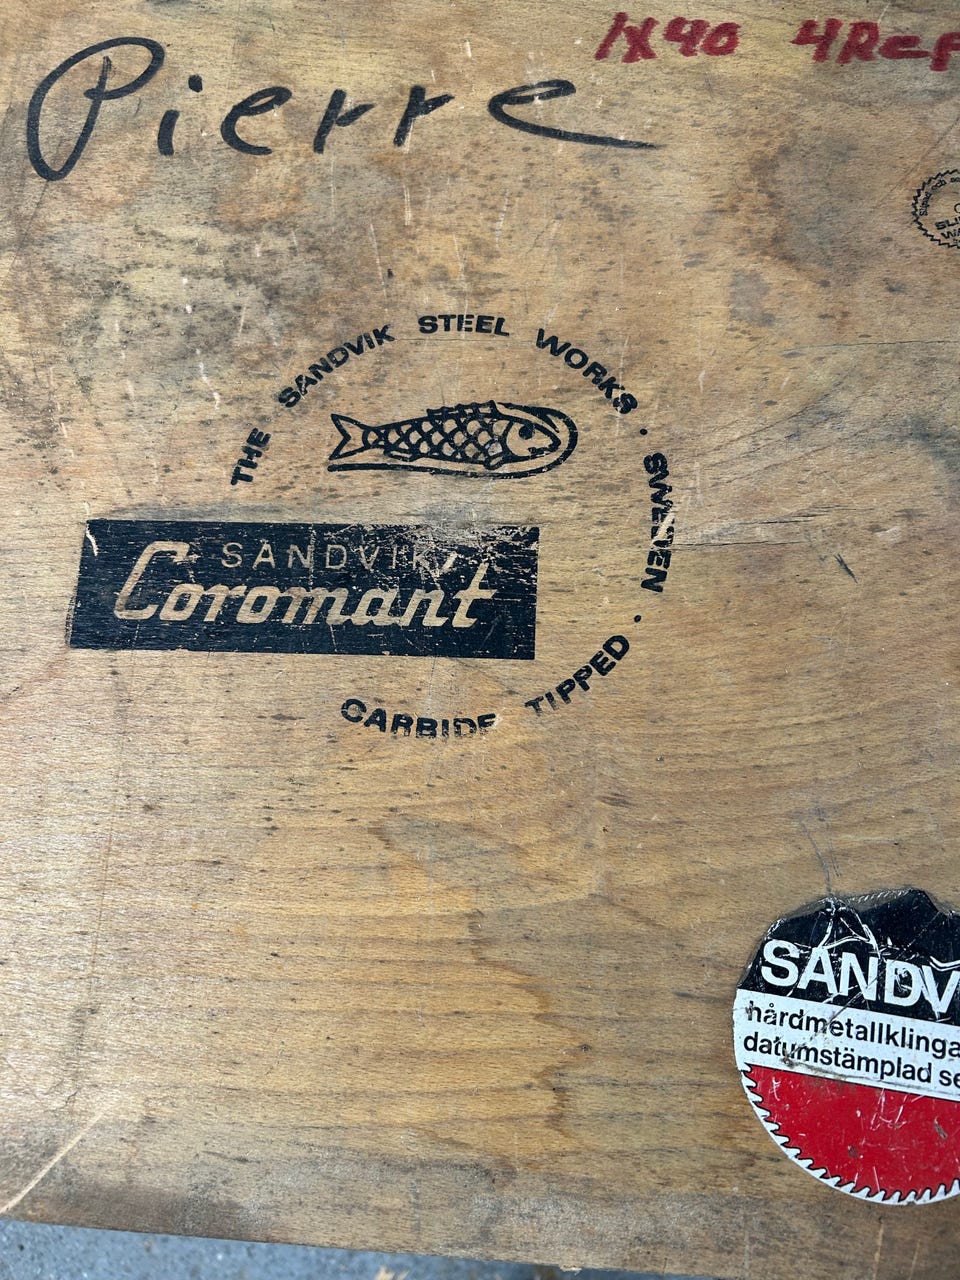 1X40 4Ref
Pierre
THE SANDVIK STEEL WORKS · SWEDEN · CARBIDE TIPPED
SANDVIK
Coromant
SANDV
hårdmetallklinga
datumstämplad se